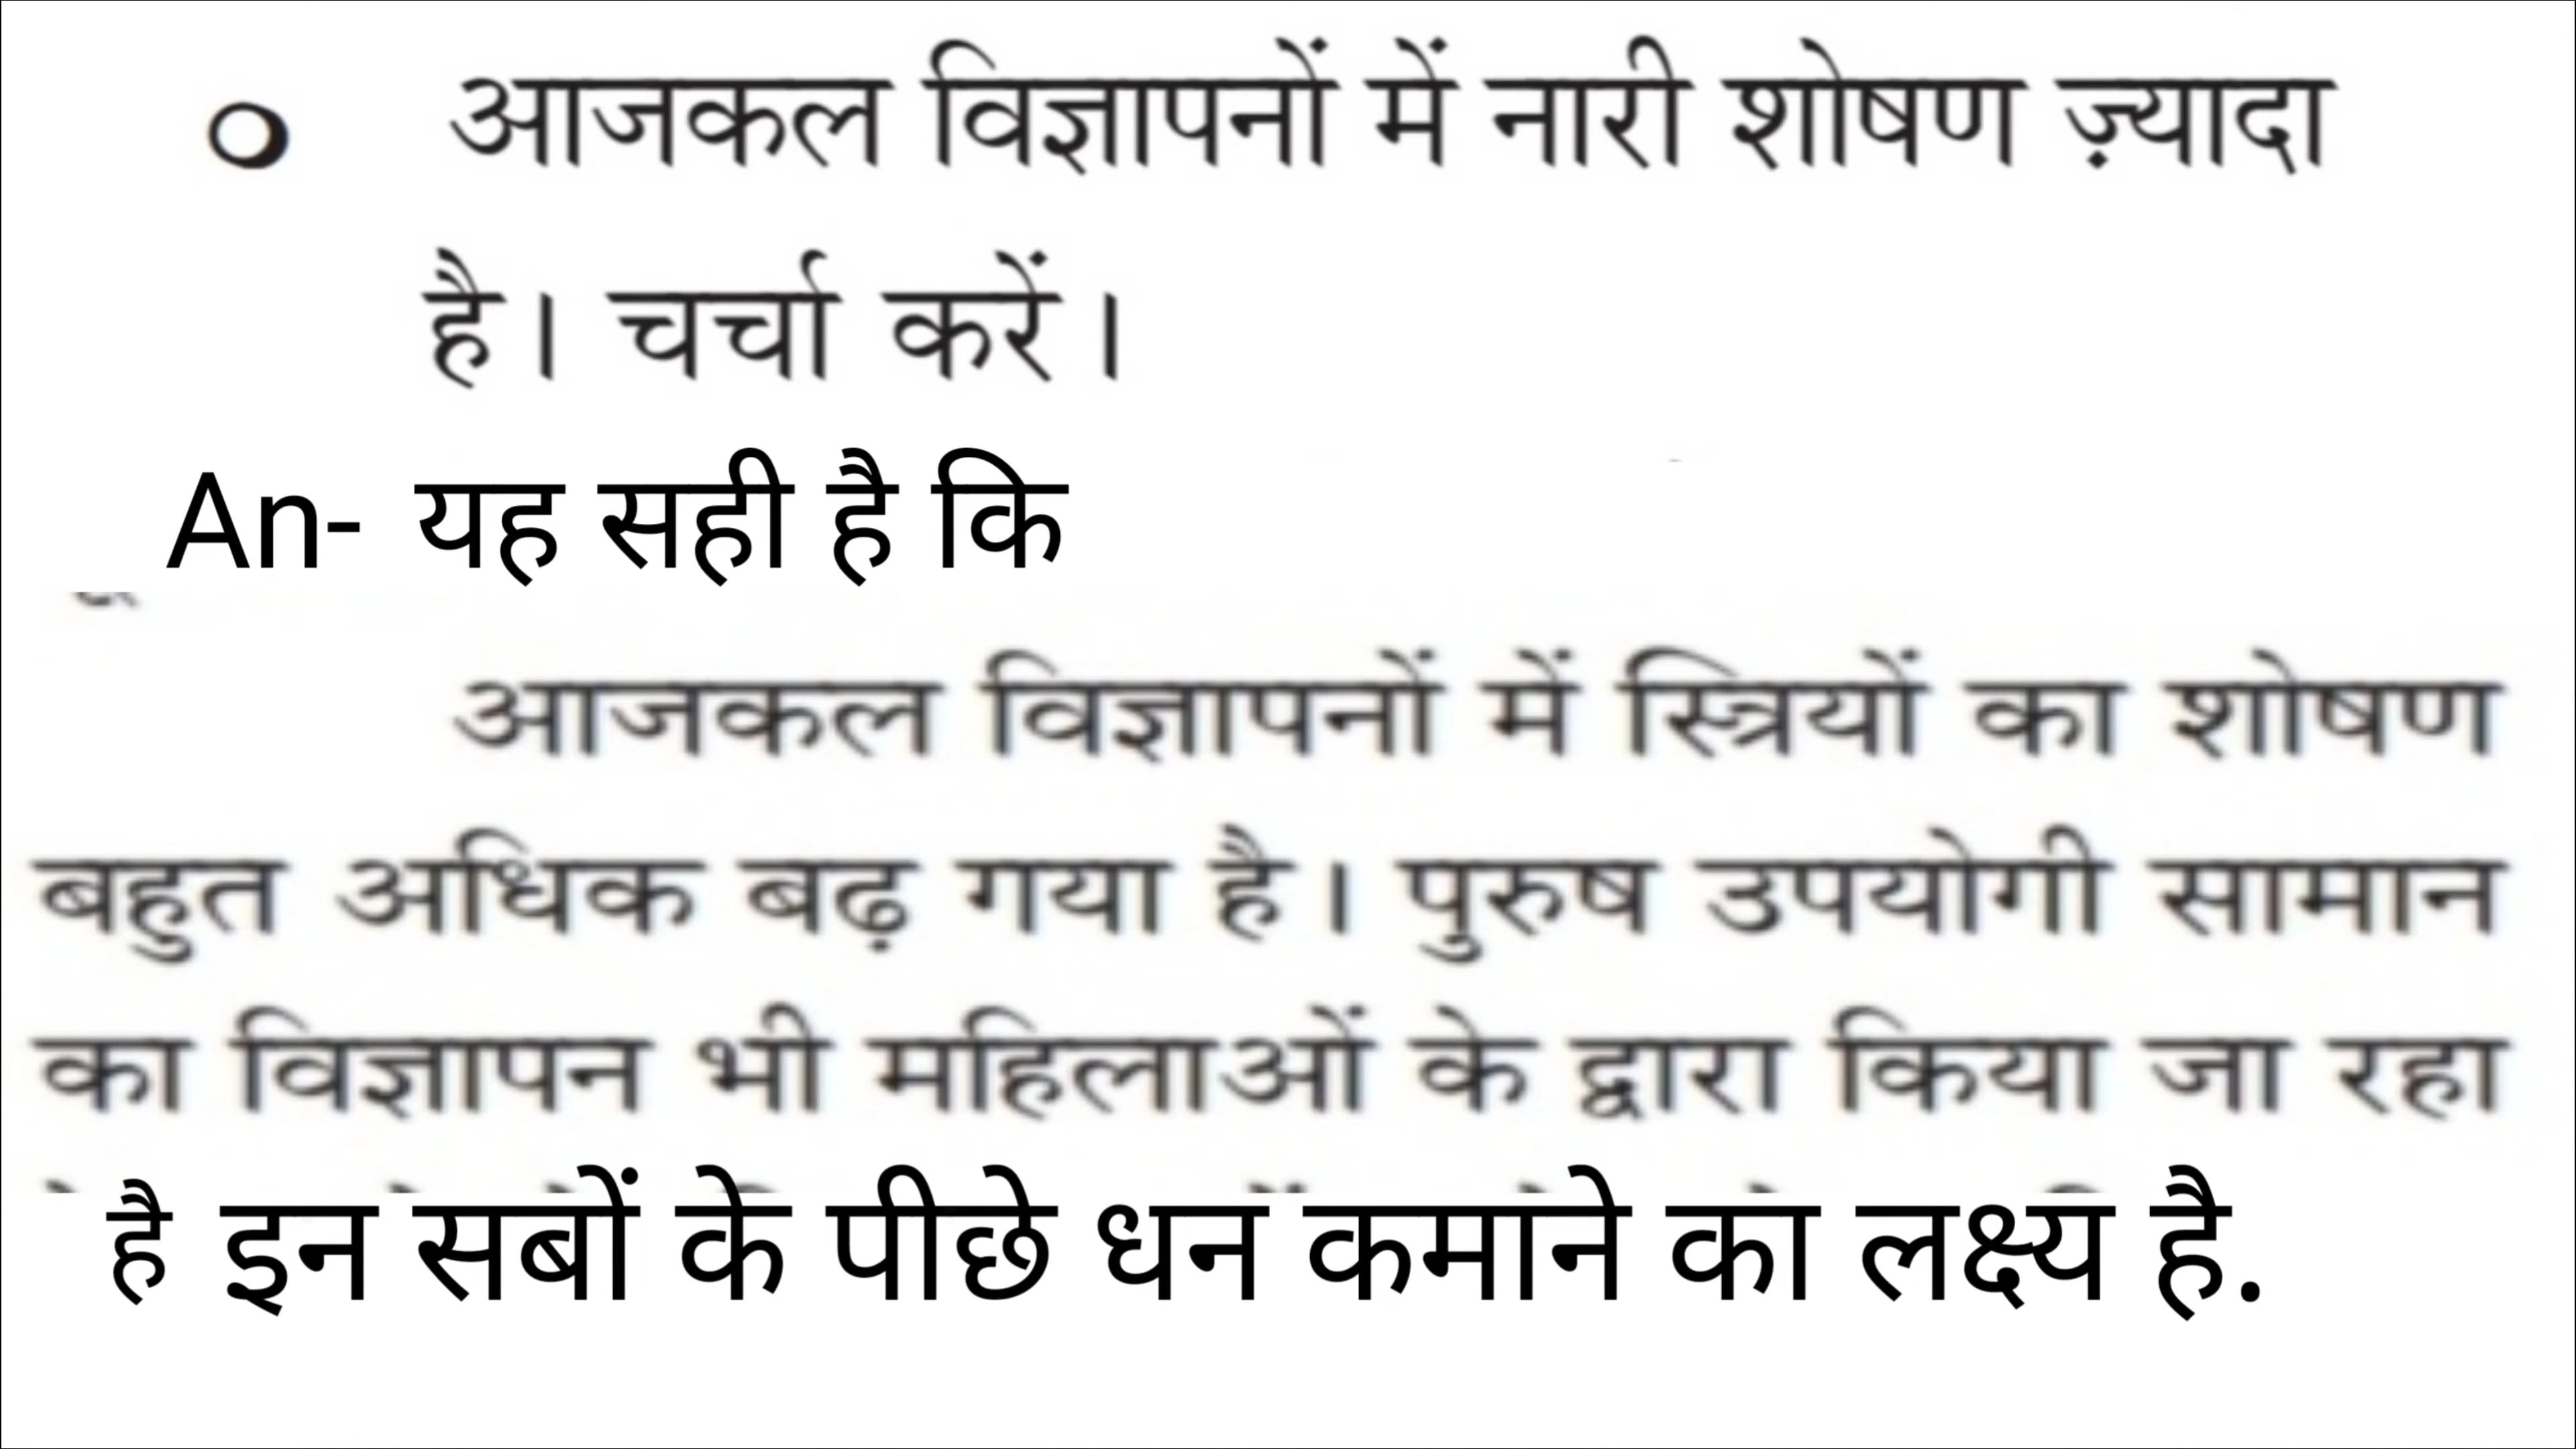 ० आजकल विज्ञापनों में नारी शोषण ज़्यादा
है। चर्चा करें।
An- यह सही है कि
आजकल विज्ञापनों में स्त्रियों का शोषण
बहुत अधिक बढ़ गया है। पुरुष उपयोगी सामान
का विज्ञापन भी महिलाओं के द्वारा किया जा रहा
है इन सबों के पीछे धन कमाने का लक्ष्य है.